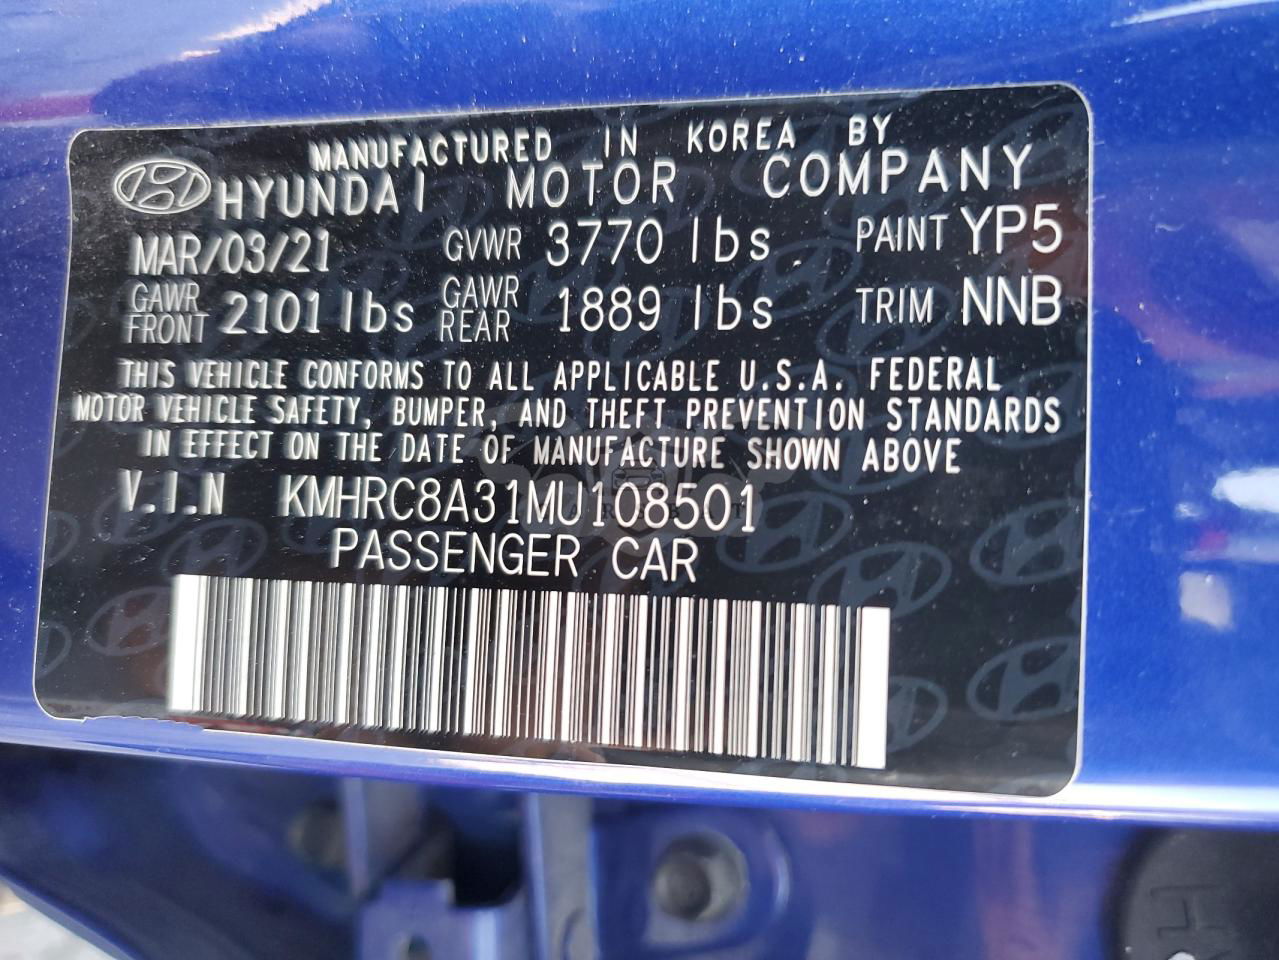 MANUFACTURED IN KOREA BY
HYUNDAI MOTOR COMPANY
MAR/03/21 GVWR 3770 lbs PAINT YP5
GAWR FRONT 2101 lbs GAWR REAR 1889 lbs TRIM NNB
THIS VEHICLE CONFORMS TO ALL APPLICABLE U.S.A. FEDERAL
MOTOR VEHICLE SAFETY, BUMPER, AND THEFT PREVENTION STANDARDS
IN EFFECT ON THE DATE OF MANUFACTURE SHOWN ABOVE
V.I.N KMHRC8A31MU108501
PASSENGER CAR